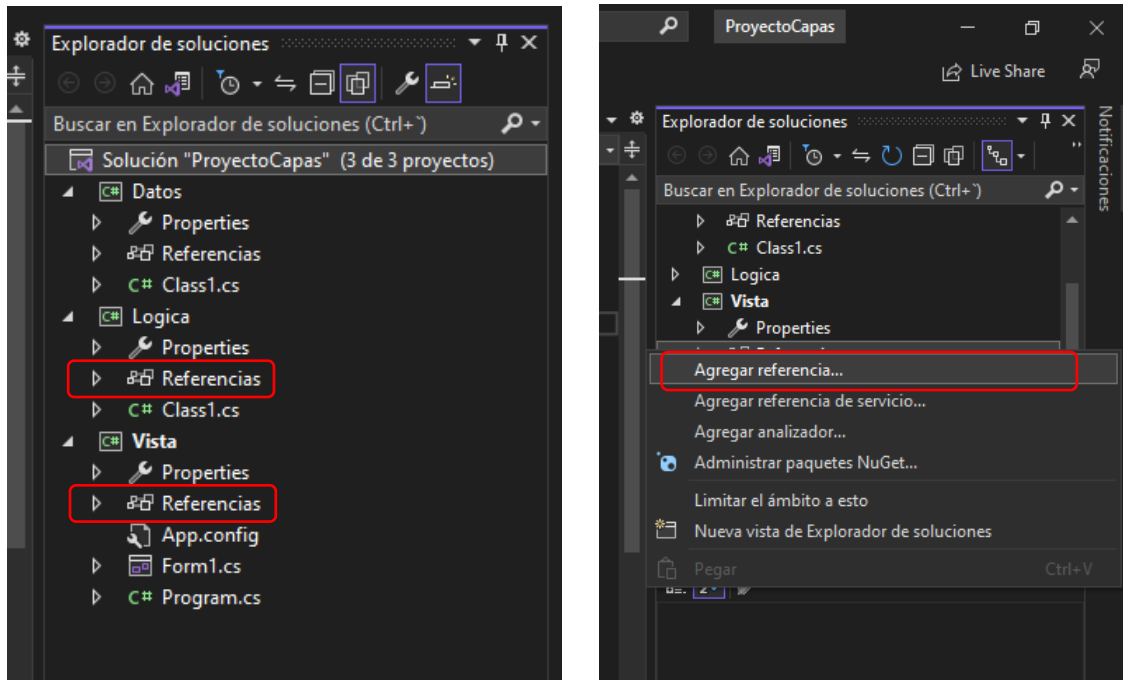 Explorador de soluciones
Buscar en Explorador de soluciones (Ctrl+`)
Solución "ProyectoCapas" (3 de 3 proyectos)
C# Datos
Properties
Referencias
C# Class1.cs
C# Logica
Properties
Referencias
C# Class1.cs
C# Vista
Properties
Referencias
App.config
Form1.cs
C# Program.cs
ProyectoCapas
Live Share
Explorador de soluciones
Notificaciones
Buscar en Explorador de soluciones (Ctrl+`)
Referencias
C# Class1.cs
C# Logica
C# Vista
Properties
Agregar referencia...
Agregar referencia de servicio...
Agregar analizador...
Administrar paquetes NuGet...
Limitar el ámbito a esto
Nueva vista de Explorador de soluciones
Pegar Ctrl+V